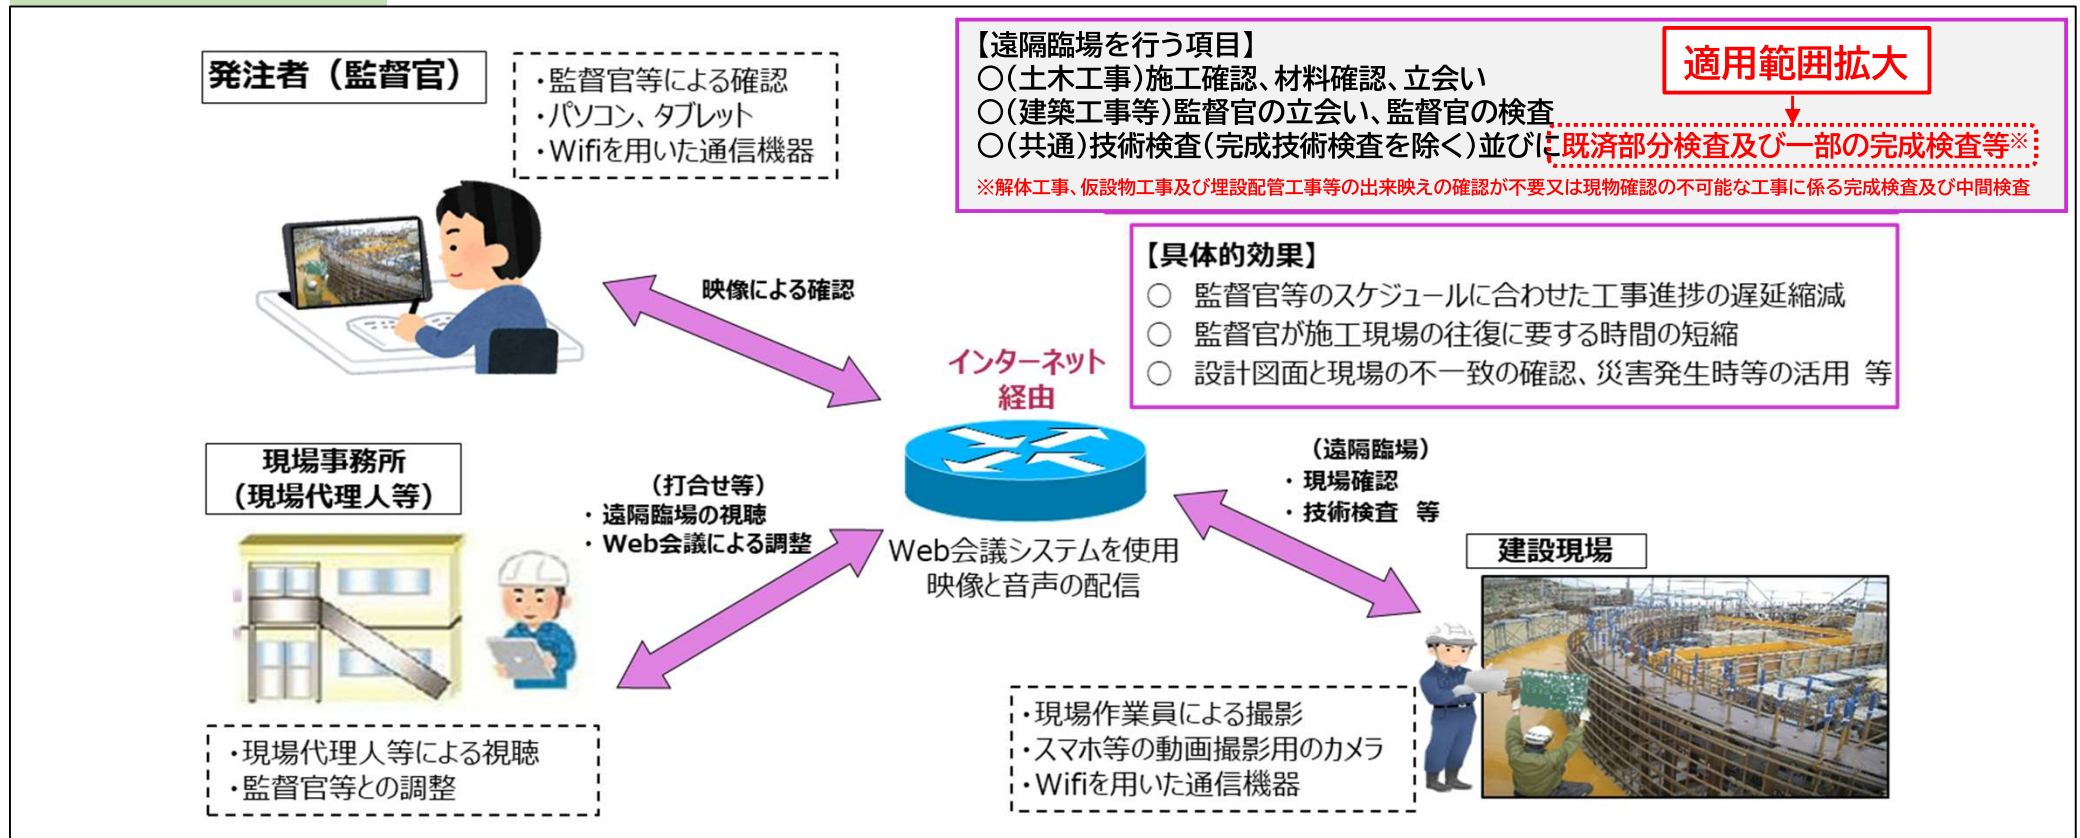 発注者（監督官）
・監督官等による確認
・パソコン、タブレット
・Wifiを用いた通信機器
【遠隔臨場を行う項目】
○(土木工事)施工確認、材料確認、立会い
○(建築工事等)監督官の立会い、監督官の検査
○(共通)技術検査(完成技術検査を除く)並びに既済部分検査及び一部の完成検査等※
※解体工事、仮設物工事及び埋設配管工事等の出来映えの確認が不要又は現物確認の不可能な工事に係る完成検査及び中間検査
適用範囲拡大
【具体的効果】
○ 監督官等のスケジュールに合わせた工事進捗の遅延縮減
○ 監督官が施工現場の往復に要する時間の短縮
○ 設計図面と現場の不一致の確認、災害発生時等の活用 等
映像による確認
インターネット
経由
Web会議システムを使用
映像と音声の配信
現場事務所
（現場代理人等）
（打合せ等）
・遠隔臨場の視聴
・Web会議による調整
・現場代理人等による視聴
・監督官等との調整
（遠隔臨場）
・現場確認
・技術検査 等
建設現場
・現場作業員による撮影
・スマホ等の動画撮影用のカメラ
・Wifiを用いた通信機器